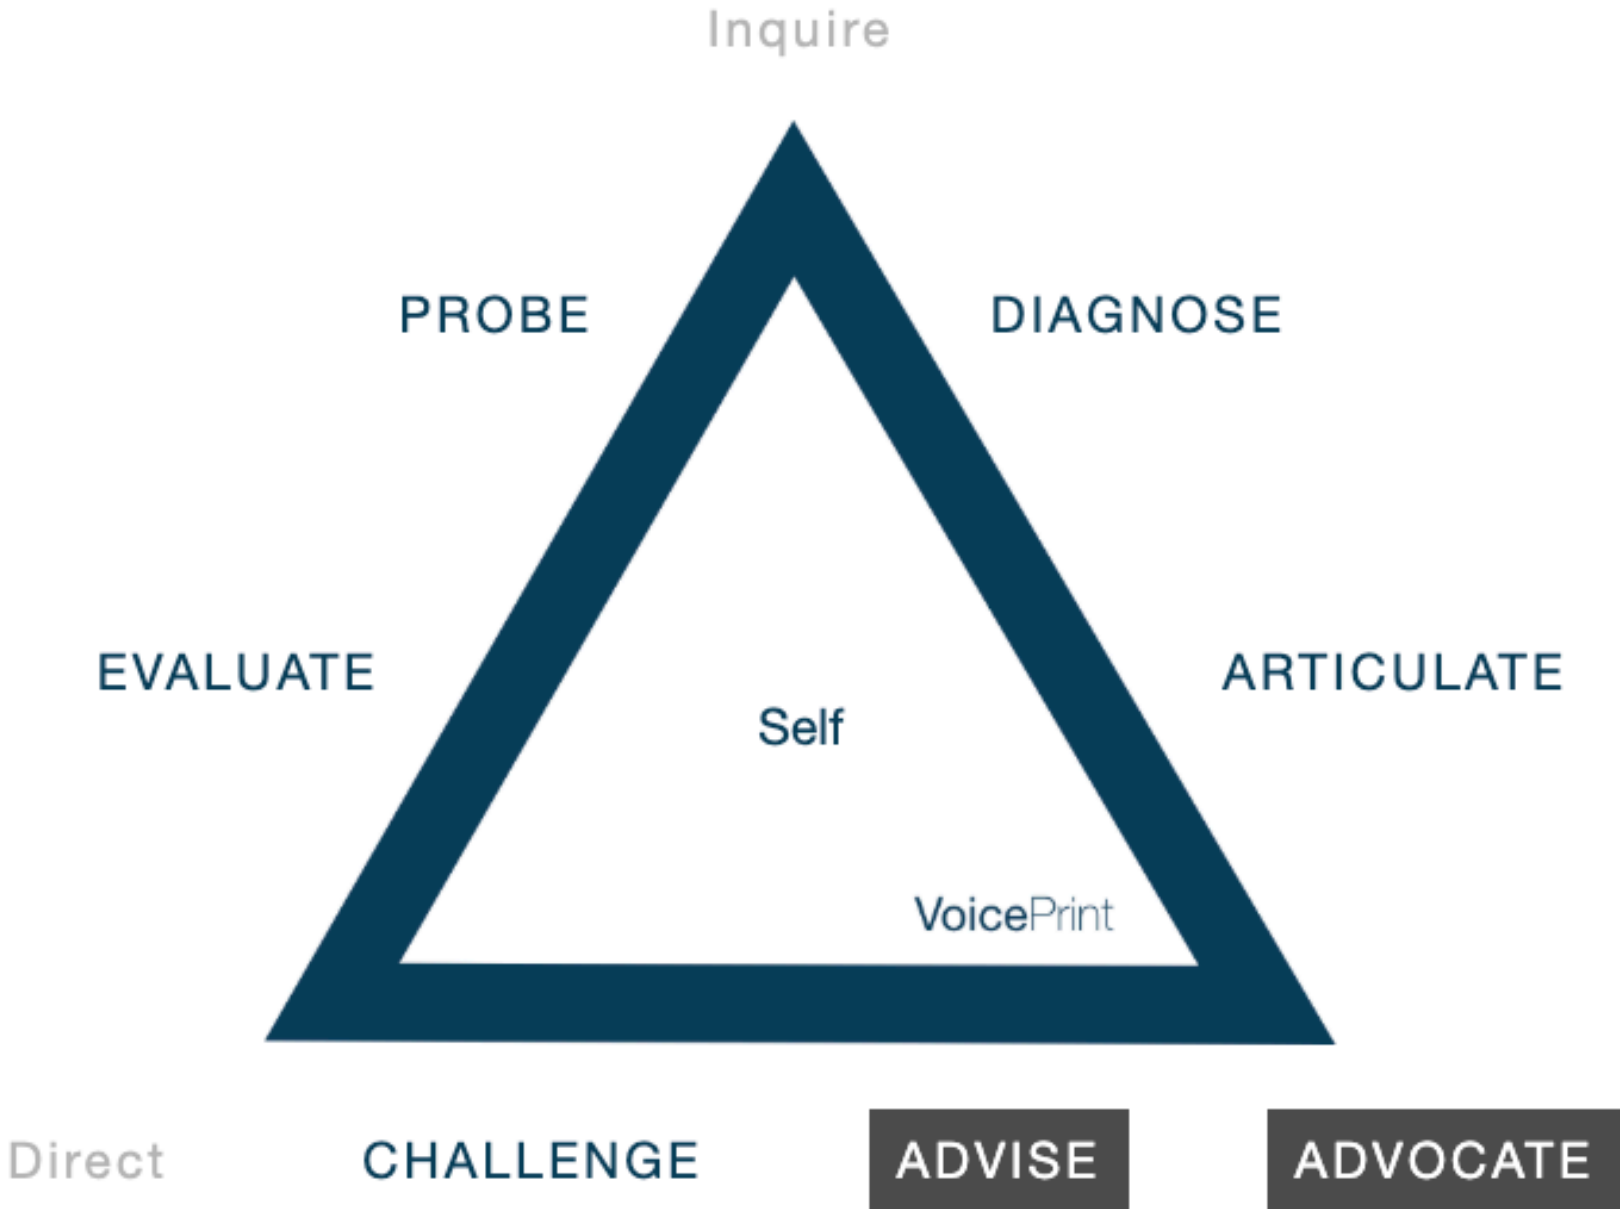 Inquire
PROBE
DIAGNOSE
EVALUATE
ARTICULATE
Self
VoicePrint
Direct
CHALLENGE
ADVISE
ADVOCATE